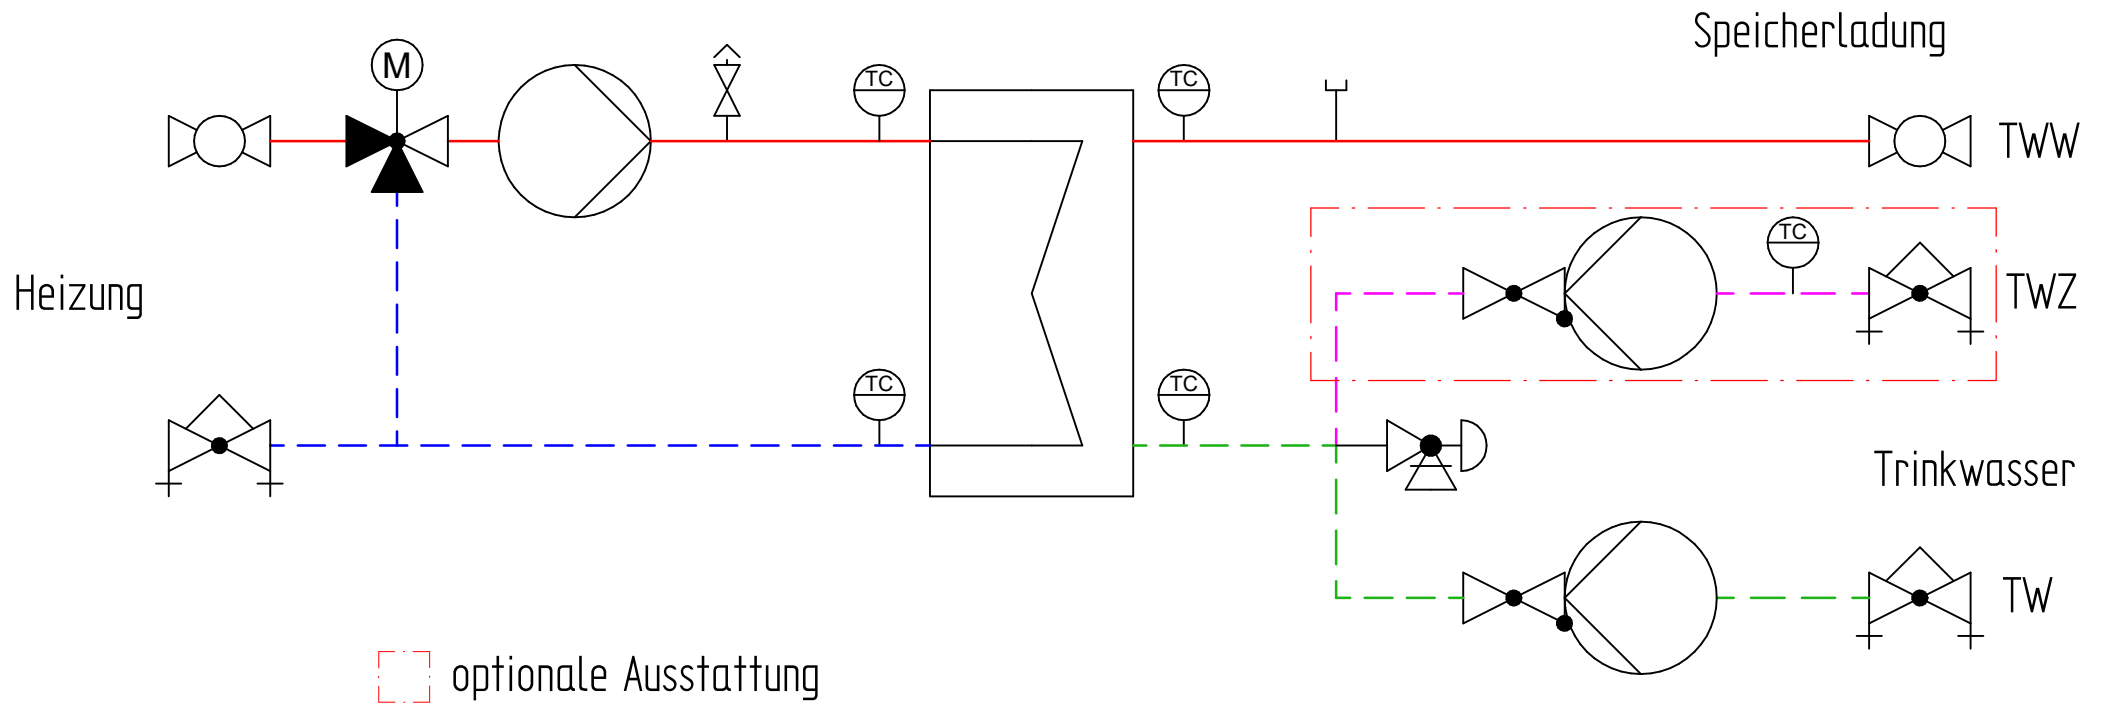 Speicherladung
M
TC
TC
TWW
TC
Heizung
TWZ
TC
TC
Trinkwasser
TW
optionale Ausstattung